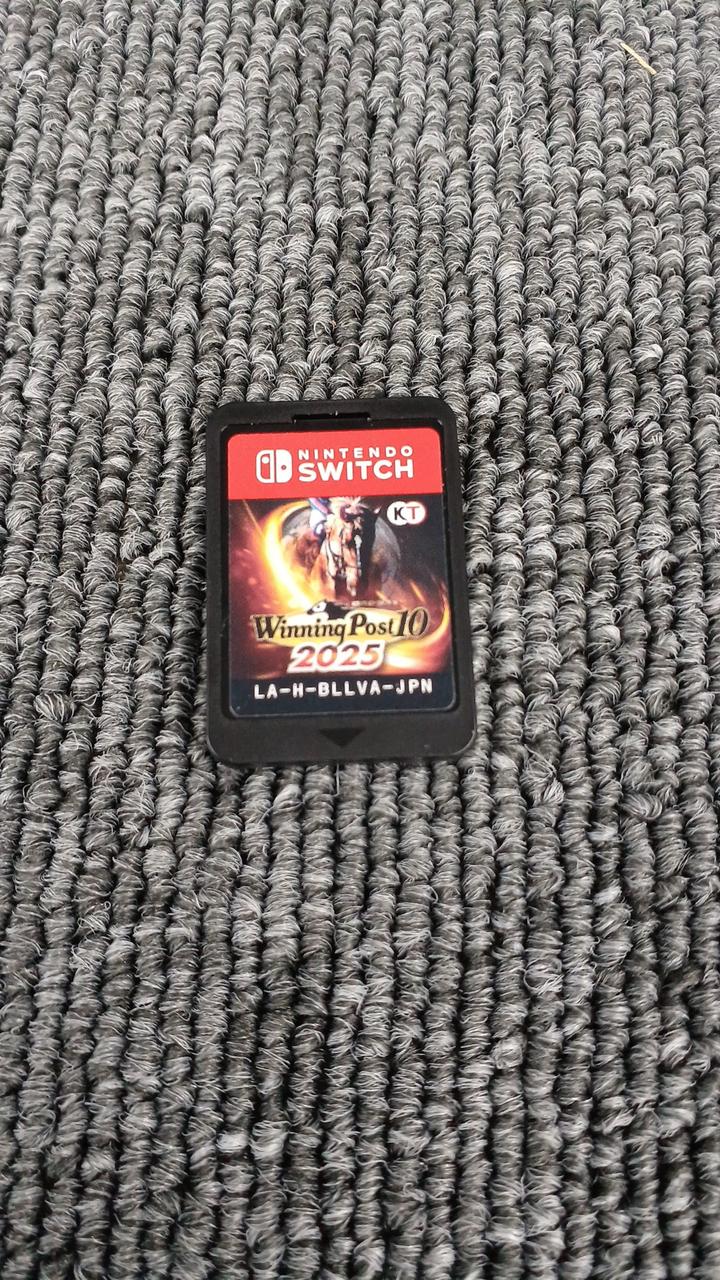 NINTENDO
SWITCH
KT
Winning Post 10
2025
LA-H-BLLVA-JPN